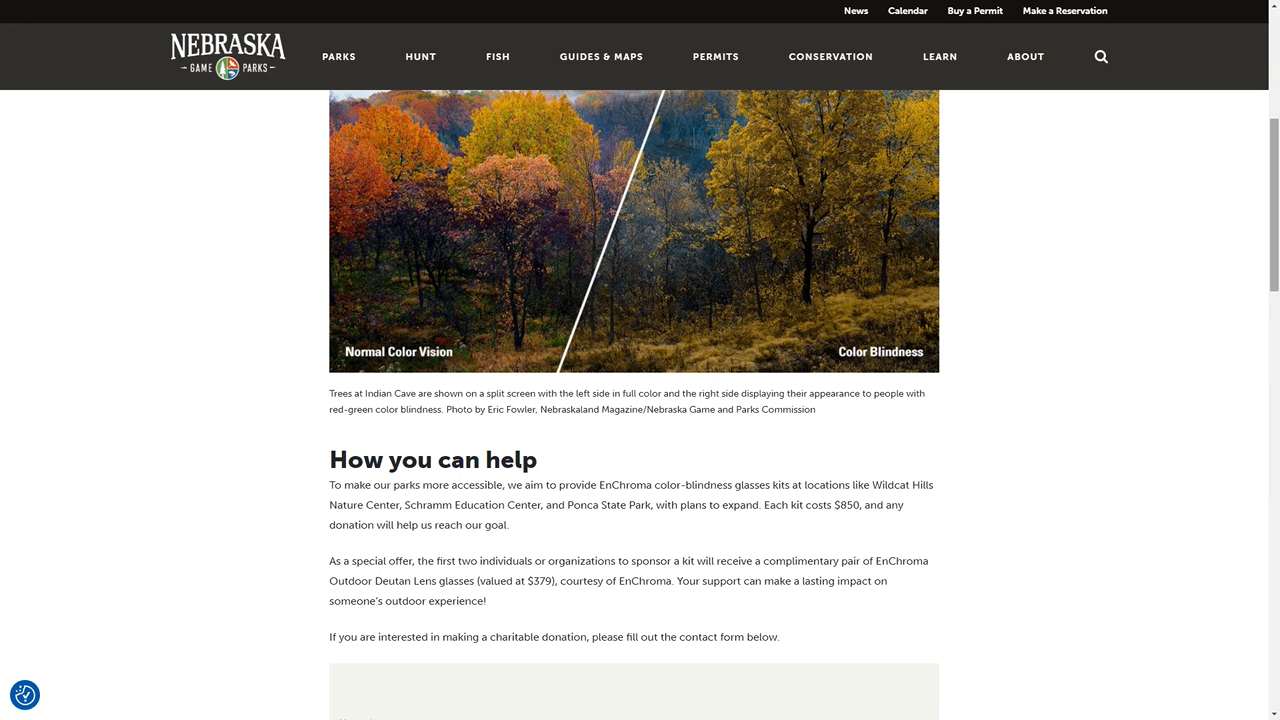 News Calendar Buy a Permit Make a Reservation
NEBRASKA
GAME PARKS
PARKS HUNT FISH GUIDES & MAPS PERMITS CONSERVATION LEARN ABOUT
Normal Color Vision Color Blindness
Trees at Indian Cave are shown on a split screen with the left side in full color and the right side displaying their appearance to people with
red-green color blindness. Photo by Eric Fowler, Nebraskaland Magazine/Nebraska Game and Parks Commission
How you can help
To make our parks more accessible, we aim to provide EnChroma color-blindness glasses kits at locations like Wildcat Hills
Nature Center, Schramm Education Center, and Ponca State Park, with plans to expand. Each kit costs $850, and any
donation will help us reach our goal.
As a special offer, the first two individuals or organizations to sponsor a kit will receive a complimentary pair of EnChroma
Outdoor Deutan Lens glasses (valued at $379), courtesy of EnChroma. Your support can make a lasting impact on
someone’s outdoor experience!
If you are interested in making a charitable donation, please fill out the contact form below.